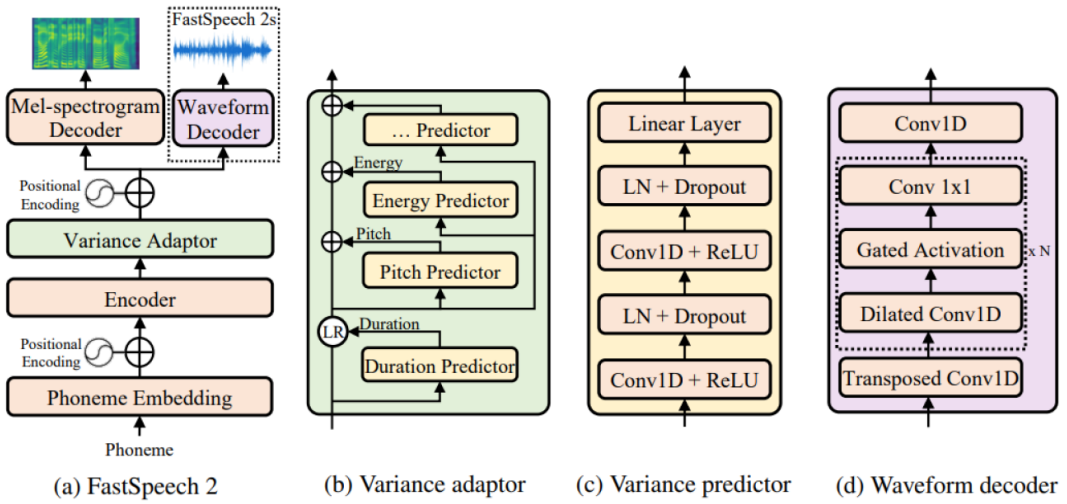 FastSpeech 2s
Mel-spectrogram
Decoder
Waveform
Decoder
Positional
Encoding
Variance Adaptor
Encoder
Positional
Encoding
Phoneme Embedding
Phoneme
(a) FastSpeech 2
... Predictor
Energy
Energy Predictor
Pitch
Pitch Predictor
LR
Duration
Duration Predictor
(b) Variance adaptor
Linear Layer
LN + Dropout
Conv1D + ReLU
LN + Dropout
Conv1D + ReLU
(c) Variance predictor
Conv1D
Conv 1x1
Gated Activation
x N
Dilated Conv1D
Transposed Conv1D
(d) Waveform decoder